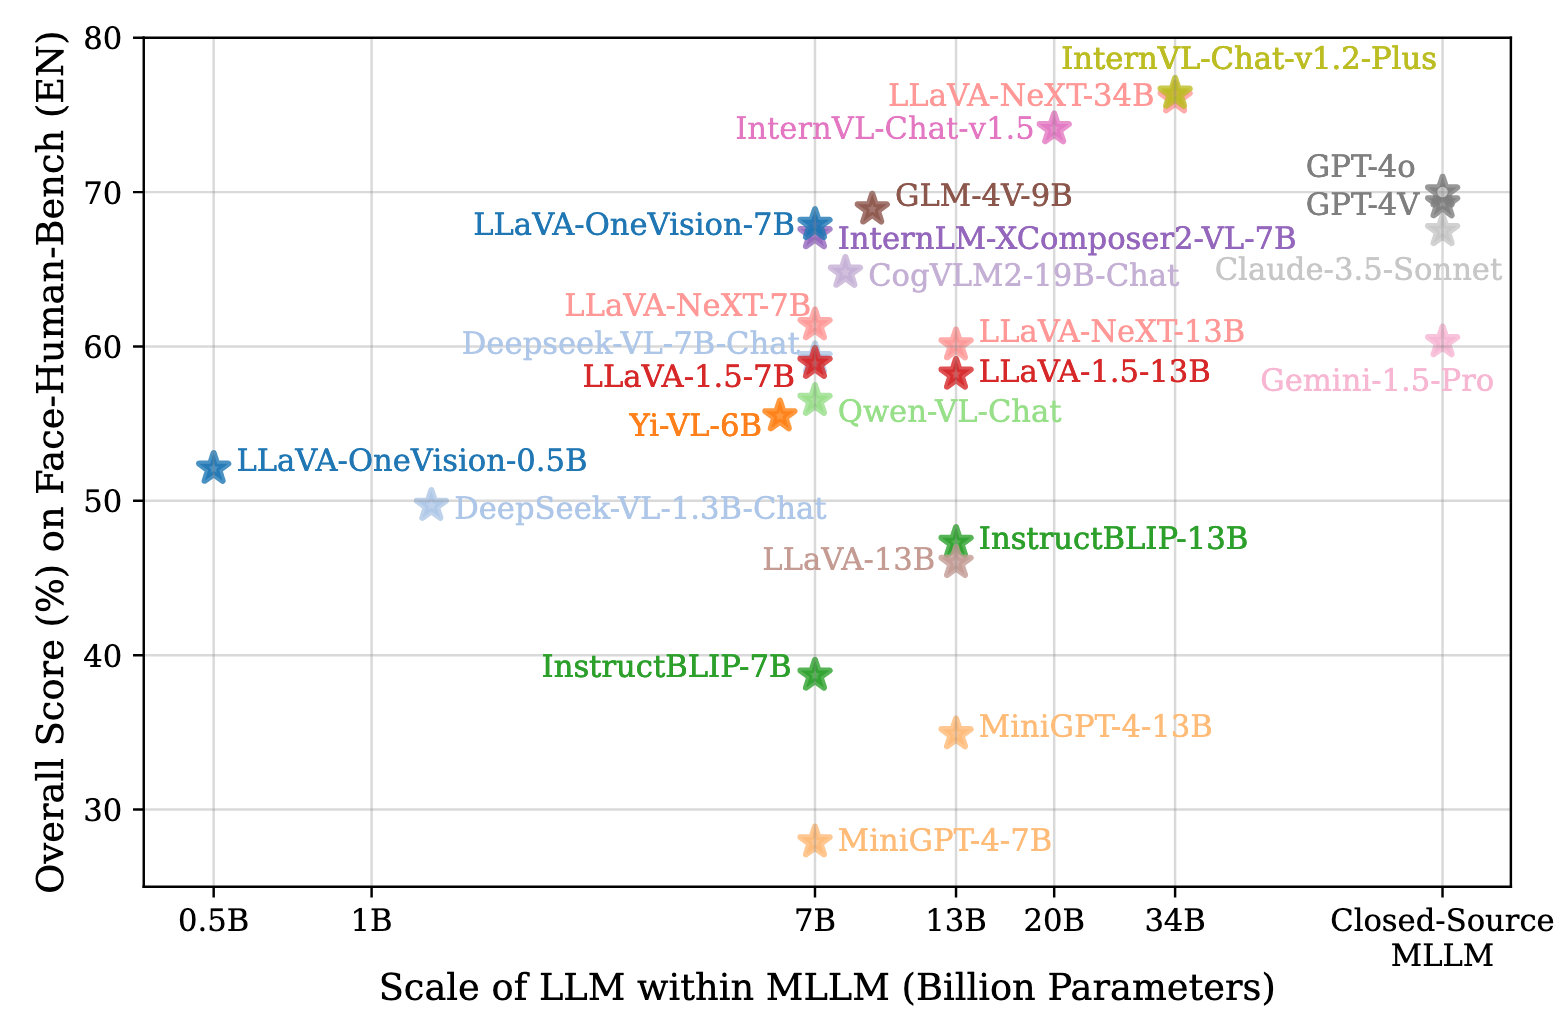 Overall Score (%) on Face-Human-Bench (EN)
80
70
60
50
40
30
InternVL-Chat-v1.2-Plus
LLaVA-NeXT-34B
InternVL-Chat-v1.5
GPT-4o
GLM-4V-9B
GPT-4V
LLaVA-OneVision-7B
InternLM-XComposer2-VL-7B
Claude-3.5-Sonnet
CogVLM2-19B-Chat
LLaVA-NeXT-7B
LLaVA-NeXT-13B
Deepseek-VL-7B-Chat
LLaVA-1.5-7B
LLaVA-1.5-13B
Gemini-1.5-Pro
Qwen-VL-Chat
Yi-VL-6B
LLaVA-OneVision-0.5B
DeepSeek-VL-1.3B-Chat
InstructBLIP-13B
LLaVA-13B
InstructBLIP-7B
MiniGPT-4-13B
MiniGPT-4-7B
0.5B
1B
7B
13B
20B
34B
Closed-Source
MLLM
Scale of LLM within MLLM (Billion Parameters)